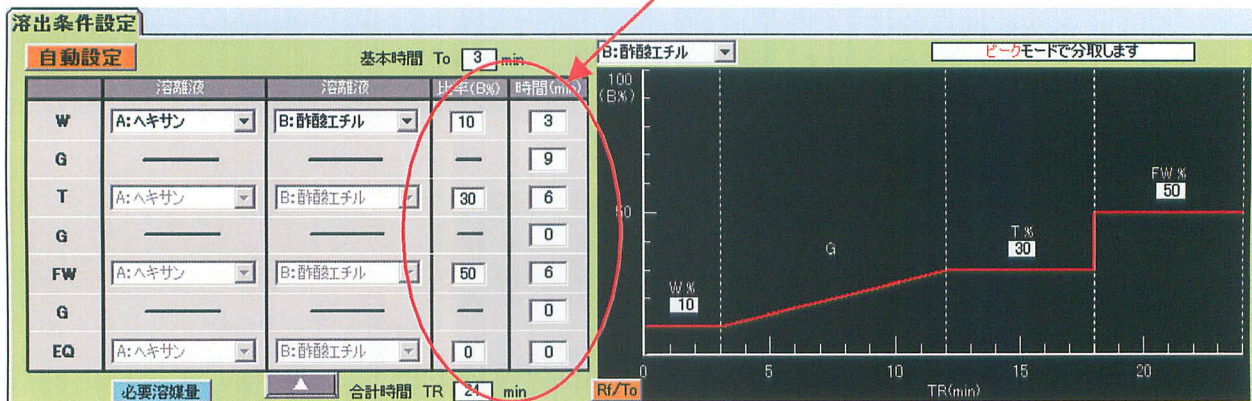 溶出条件設定
自動設定
基本時間 To 3 min
B:酢酸エチル
ピークモードで分取します
溶離液 溶離液 比率(B%) 時間(min)
W A:ヘキサン B:酢酸エチル 10 3
G — 9
T A:ヘキサン B:酢酸エチル 30 6
G — 0
FW A:ヘキサン B:酢酸エチル 50 6
G — 0
EQ A:ヘキサン B:酢酸エチル 0 0
必要溶媒量 合計時間 TR 24 min
Rf/To
100
(B%)
50
W%
10
G
T%
30
FW%
50
0 5 10 15 20
TR(min)